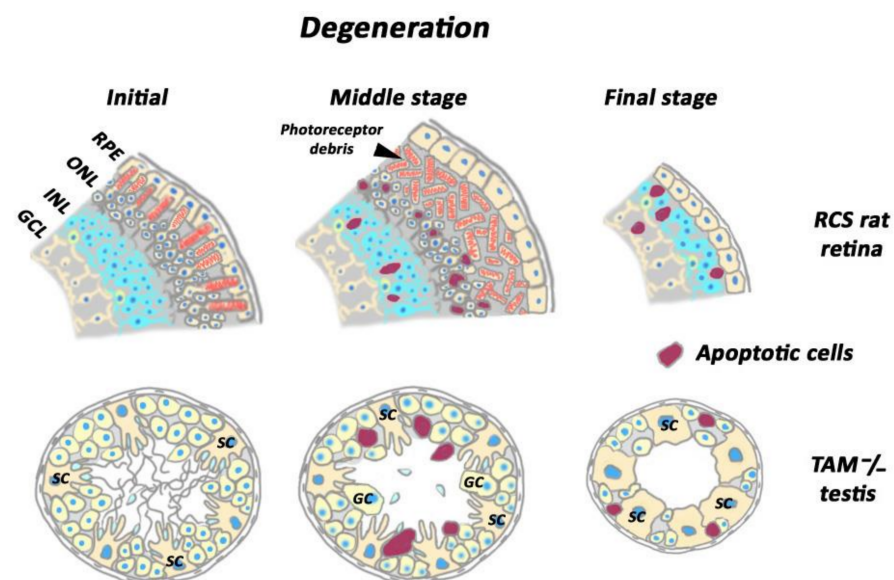 Degeneration
Initial
Middle stage
Final stage
Photoreceptor
debris
RPE
ONL
INL
GCL
RCS rat
retina
Apoptotic cells
SC
SC
SC
SC
GC
GC
SC
SC
SC
SC
TAM⁻/₋
testis